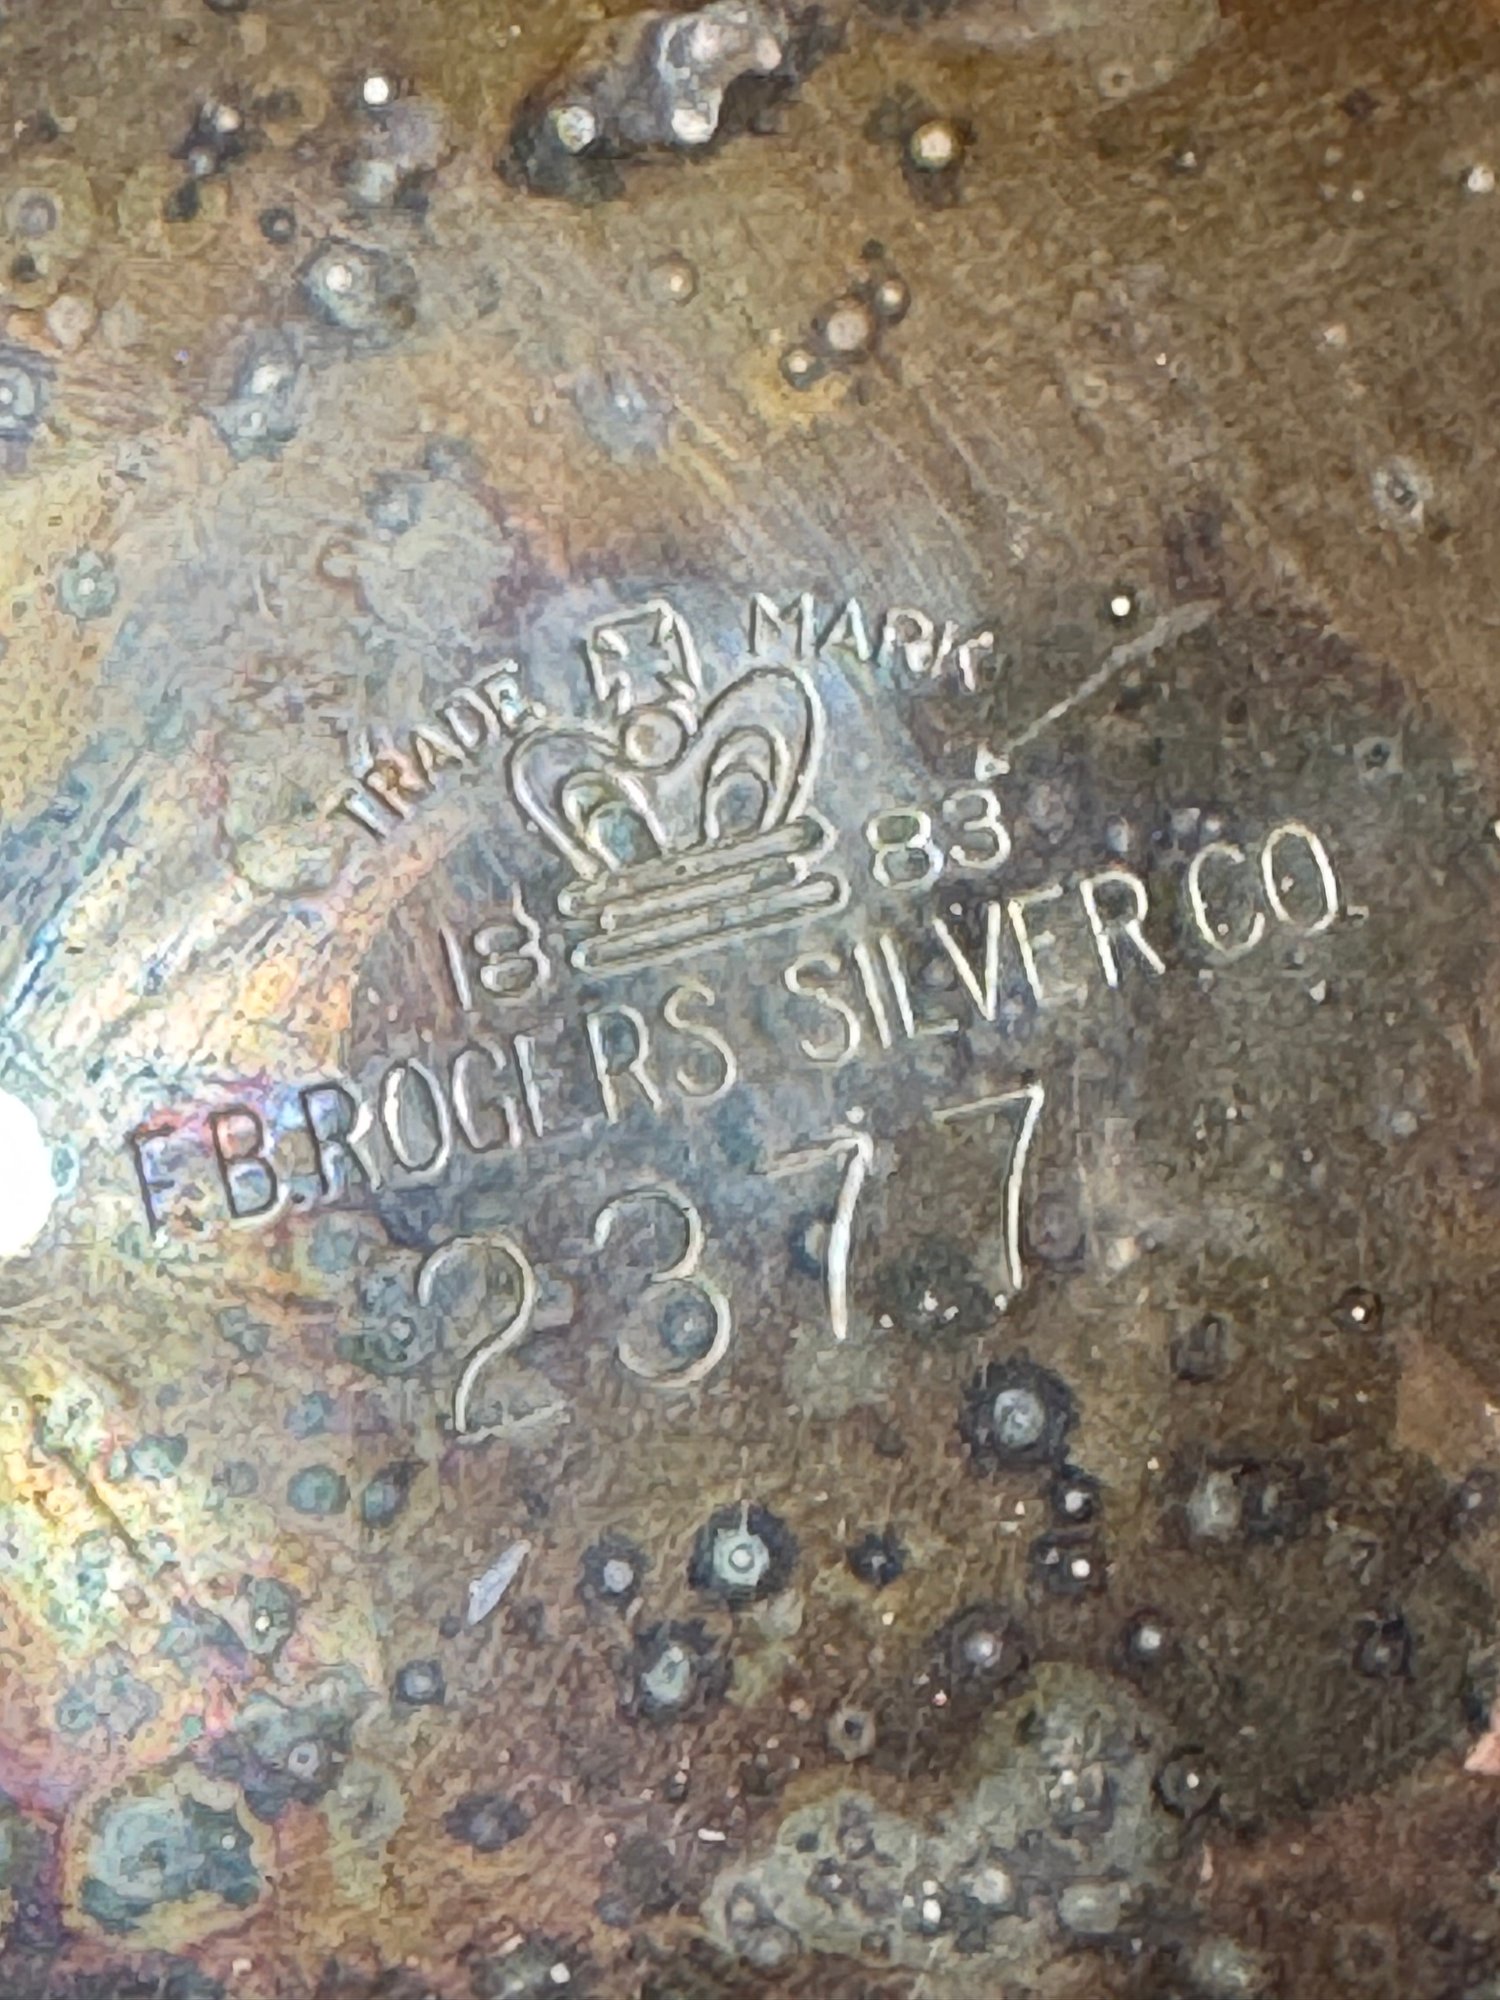 TRADE MARK
18 83
F.B.ROGERS SILVER CO.
2377